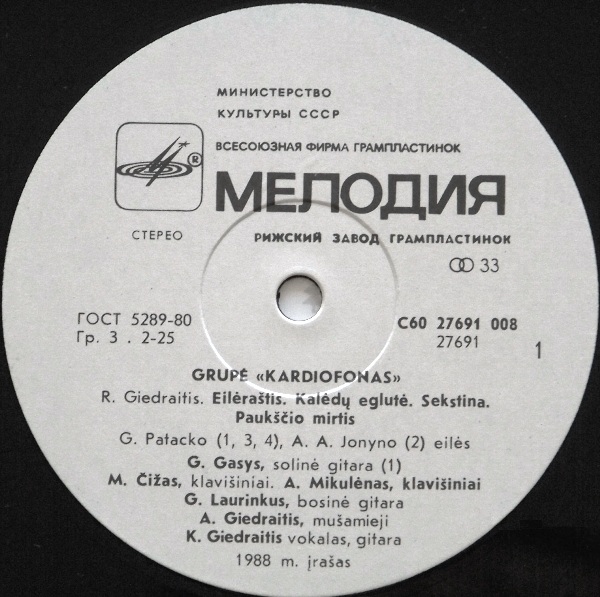 МИНИСТЕРСТВО
КУЛЬТУРЫ СССР
ВСЕСОЮЗНАЯ ФИРМА ГРАМПЛАСТИНОК
®
МЕЛОДИЯ
СТЕРЕО
РИЖСКИЙ ЗАВОД ГРАМПЛАСТИНОК
33
ГОСТ 5289-80
Гр. 3 . 2-25
С60 27691 008
27691
1
GRUPĖ «KARDIOFONAS»
R. Giedraitis. Eilėraštis. Kalėdų eglutė. Sekstina.
Paukščio mirtis
G. Patacko (1, 3, 4), A. A. Jonyno (2) eilės
G. Gasys, solinė gitara (1)
M. Čižas, klavišiniai. A. Mikulėnas, klavišiniai
G. Laurinkus, bosinė gitara
A. Giedraitis, mušamieji
K. Giedraitis vokalas, gitara
1988 m. įrašas